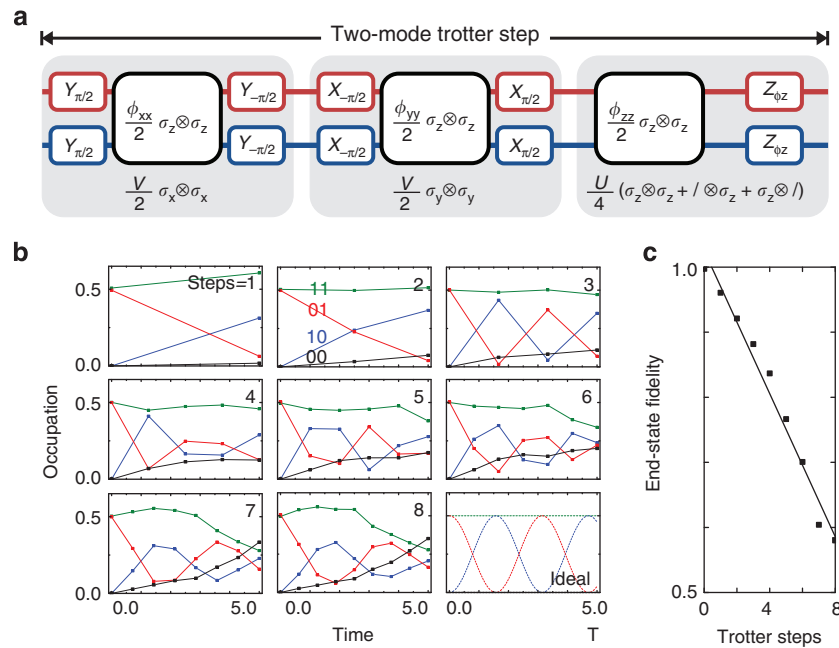 a
Two-mode trotter step
Yπ/2 ϕxx/2 σz⊗σz Y−π/2 X−π/2 ϕyy/2 σz⊗σz Xπ/2 ϕzz/2 σz⊗σz Zϕz
Yπ/2 Y−π/2 X−π/2 Xπ/2 Zϕz
V/2 σx⊗σx V/2 σy⊗σy U/4 (σz⊗σz + I ⊗σz + σz⊗ I)
b
c
0.5 Steps=1 11 2 3
01
10
0.0 00
0.5 4 5 6
0.5 7 8
0.0 Ideal
0.0 5.0 0.0 5.0 0.0 5.0
Occupation
Time T
1.0
End-state fidelity
0.5
0 4 8
Trotter steps